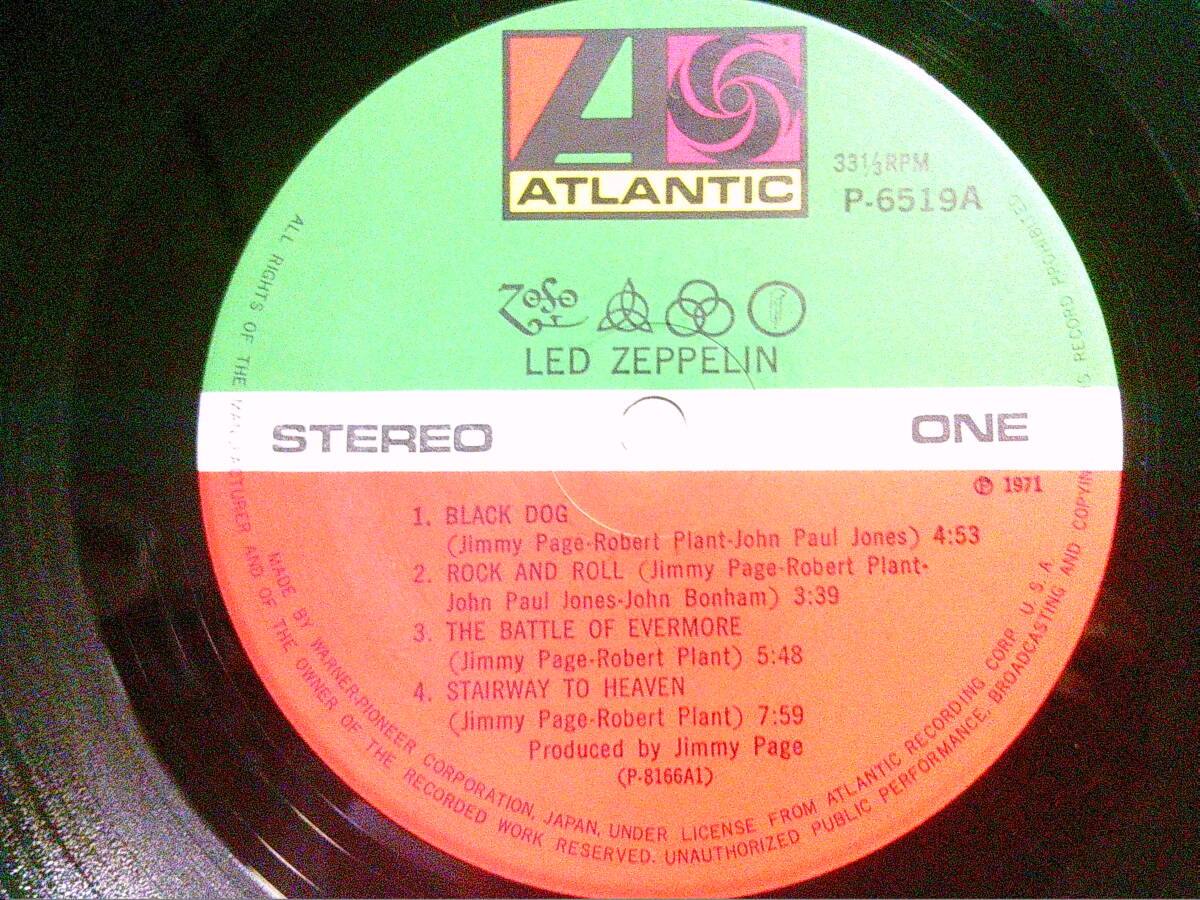 ATLANTIC
33⅓RPM
P-6519A
ZoSo
LED ZEPPELIN
STEREO
ONE
Ⓟ 1971
1. BLACK DOG
(Jimmy Page-Robert Plant-John Paul Jones) 4:53
2. ROCK AND ROLL (Jimmy Page-Robert Plant-
John Paul Jones-John Bonham) 3:39
3. THE BATTLE OF EVERMORE
(Jimmy Page-Robert Plant) 5:48
4. STAIRWAY TO HEAVEN
(Jimmy Page-Robert Plant) 7:59
Produced by Jimmy Page
(P-8166A1)
MADE BY WARNER-PIONEER CORPORATION, JAPAN, UNDER LICENSE FROM ATLANTIC RECORDING CORP. U. S. A.
ALL RIGHTS OF THE MANUFACTURER AND OF THE OWNER OF THE RECORDED WORK RESERVED. UNAUTHORIZED PUBLIC PERFORMANCE, BROADCASTING AND COPYING RECORD PROHIBITED